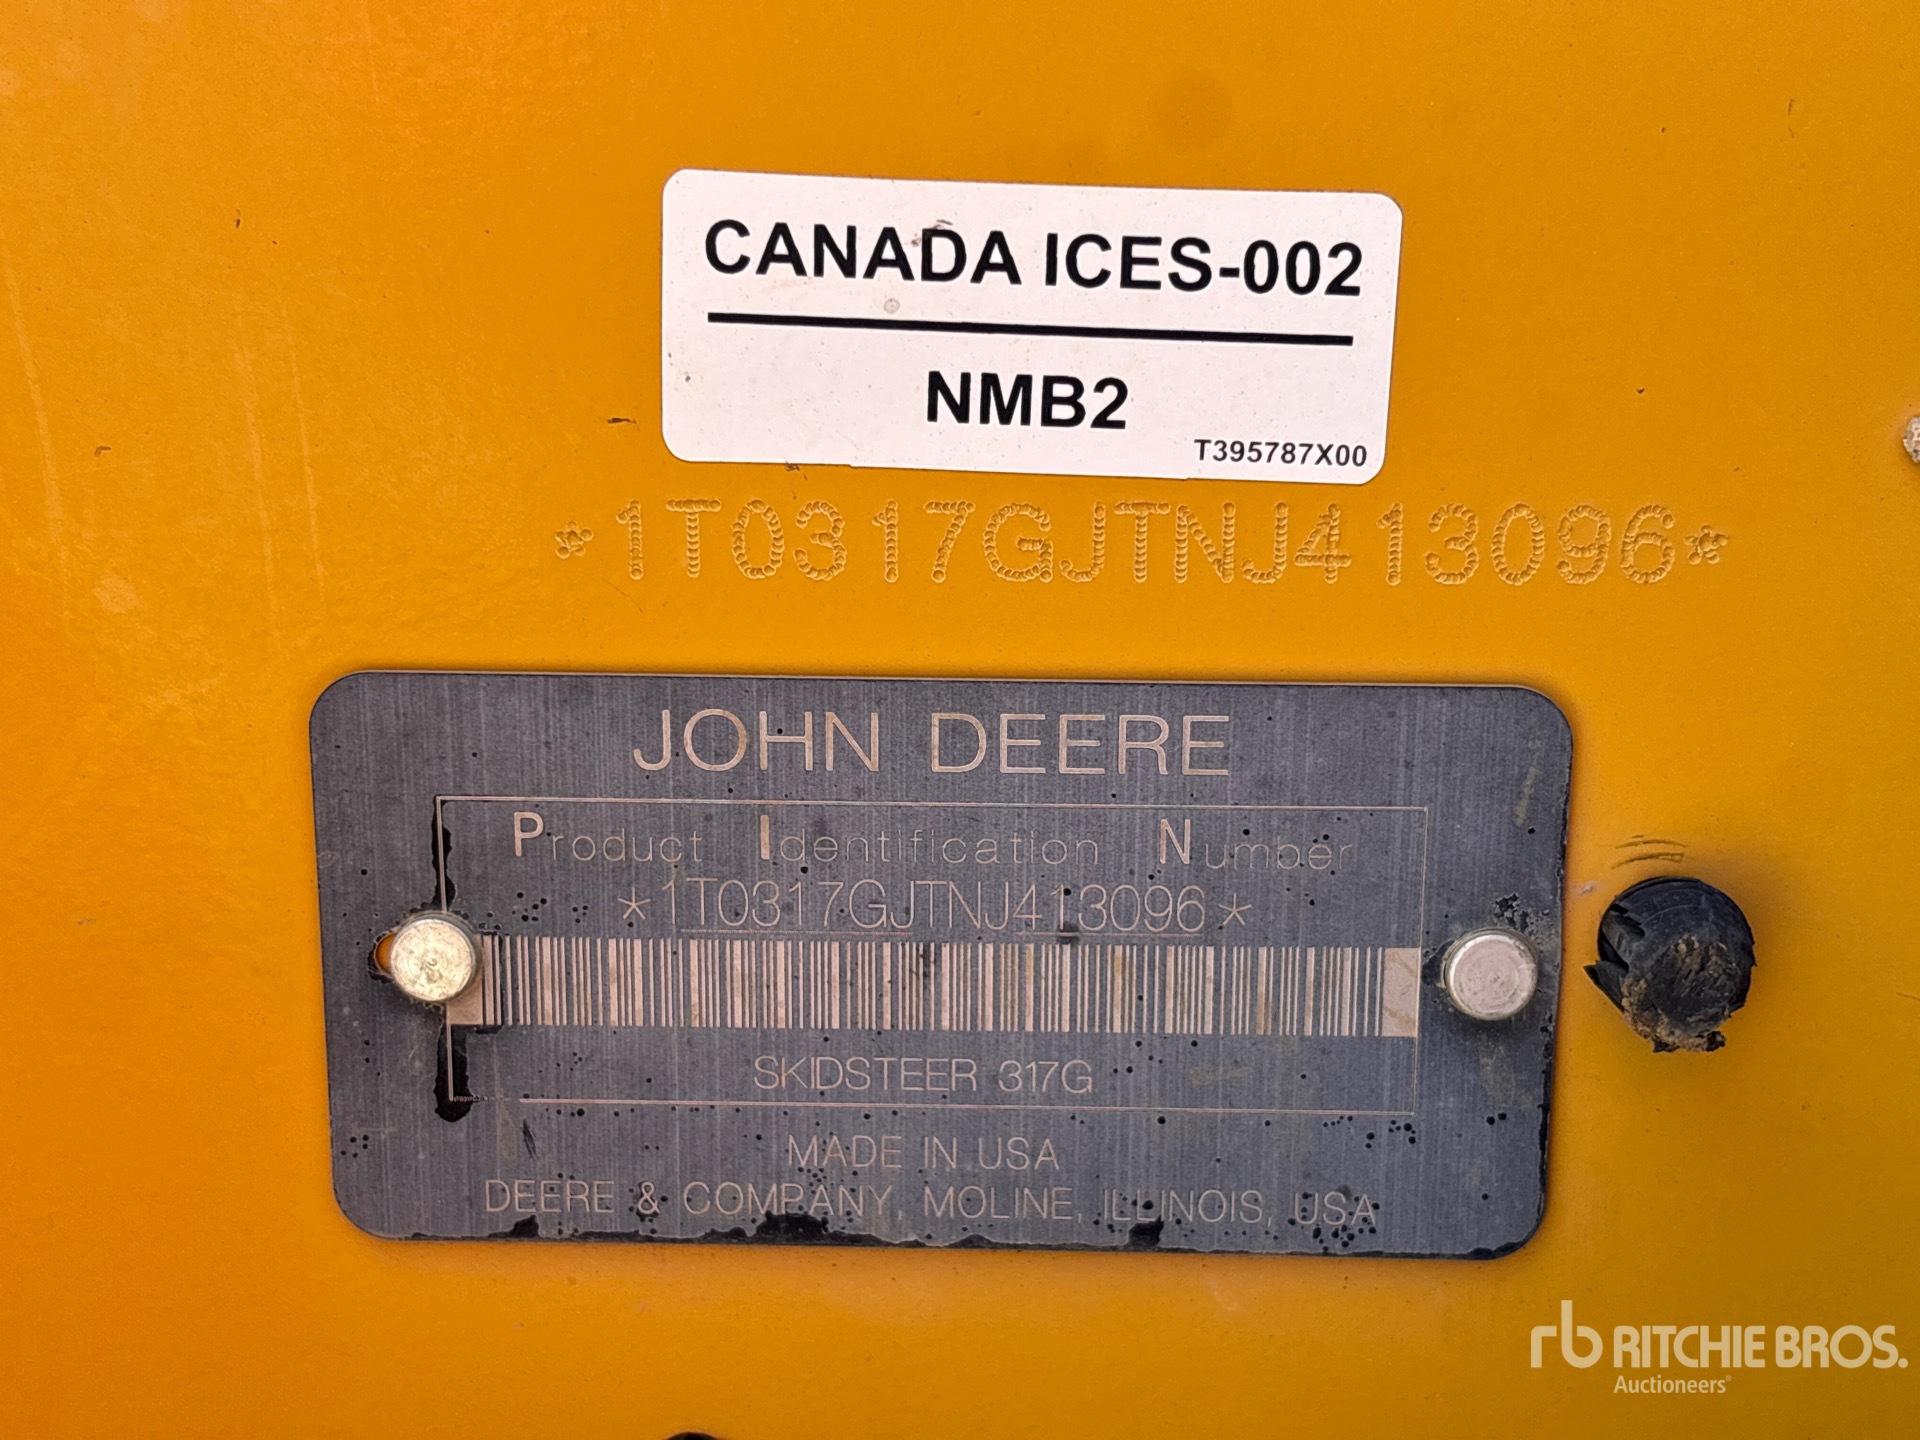 CANADA ICES-002
NMB2
T395787X00
*1T0317GJTNJ413096*
JOHN DEERE
Product Identification Number
*1T0317GJTNJ413096*
SKIDSTEER 317G
MADE IN USA
DEERE & COMPANY, MOLINE, ILLINOIS, USA
rb RITCHIE BROS.
Auctioneers®